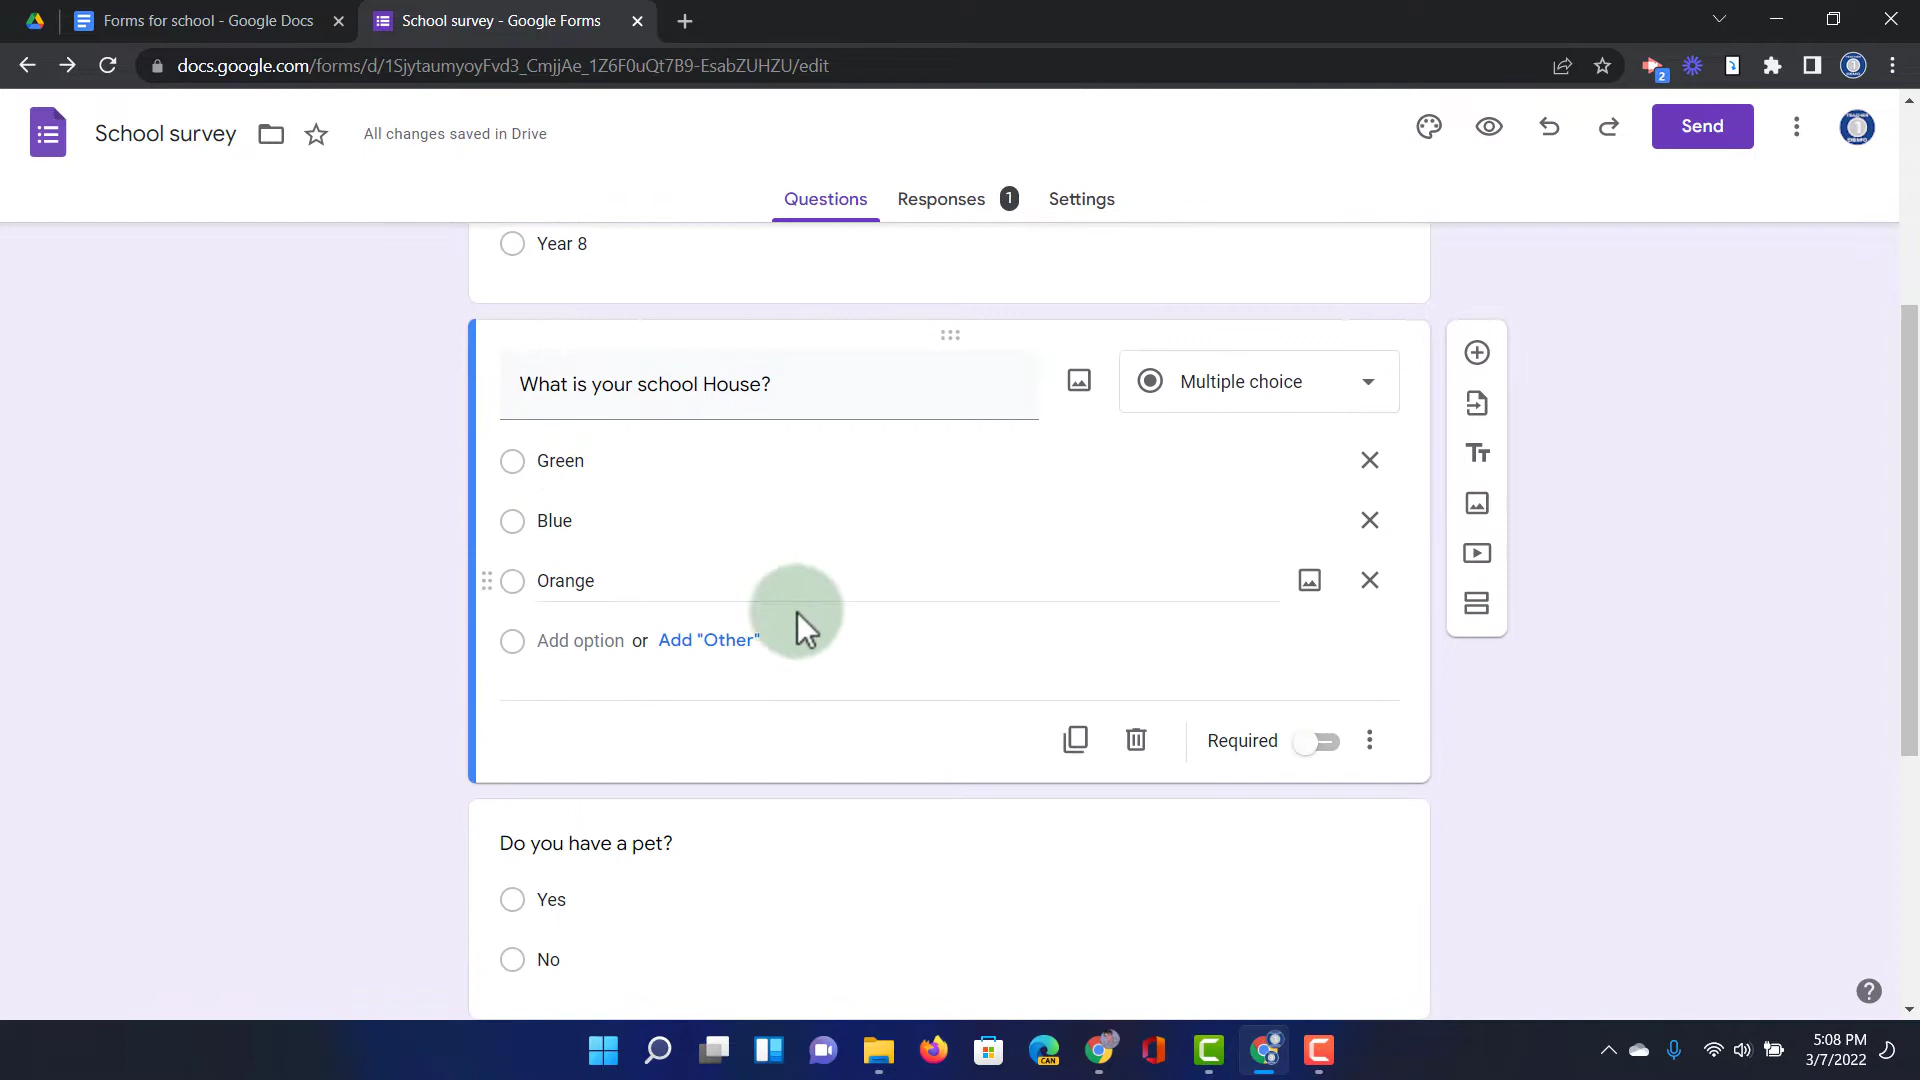 Forms for school - Google Docs
School survey - Google Forms
docs.google.com/forms/d/1SjytaumyoyFvd3_CmjjAe_1Z6F0uQt7B9-EsabZUHZU/edit
2
School survey
All changes saved in Drive
Send
Questions
Responses 1
Settings
Year 8
What is your school House?
Multiple choice
Green
Blue
Orange
Add option or Add "Other"
Required
Do you have a pet?
Yes
No
CAN
5:08 PM
3/7/2022